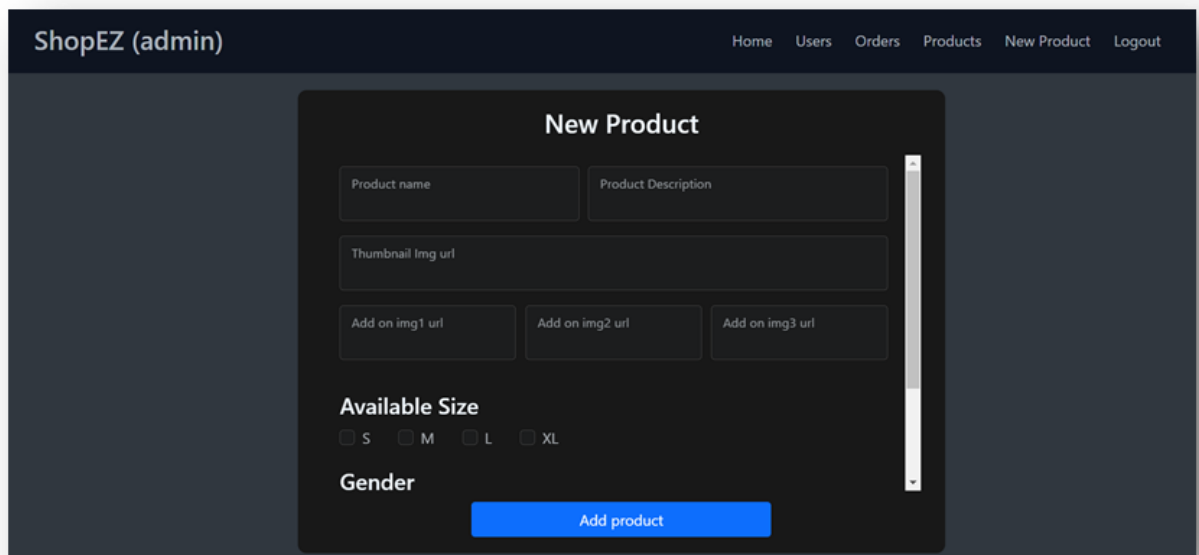 ShopEZ (admin)
Home Users Orders Products New Product Logout
New Product
Product name Product Description
Thumbnail Img url
Add on img1 url Add on img2 url Add on img3 url
Available Size
S M L XL
Gender
Add product